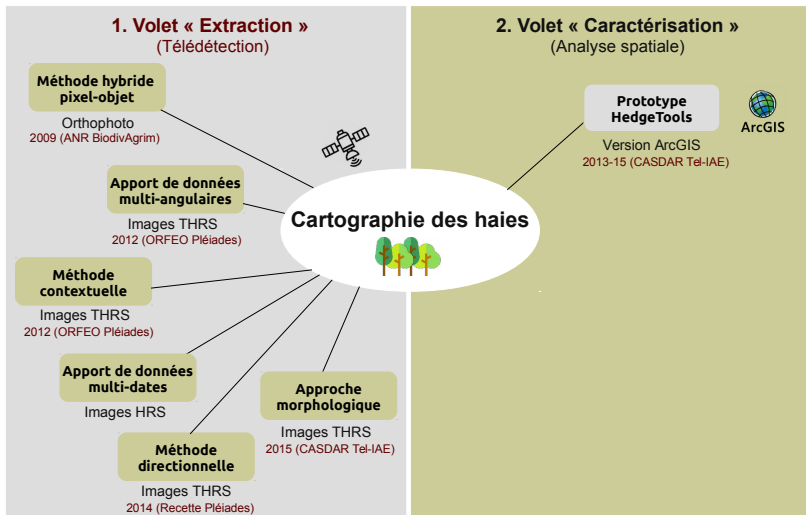 1. Volet « Extraction »
(Télédétection)
Méthode hybride
pixel-objet
Orthophoto
2009 (ANR BiodivAgrim)
Apport de données
multi-angulaires
Images THRS
2012 (ORFEO Pléiades)
Méthode
contextuelle
Images THRS
2012 (ORFEO Pléiades)
Apport de données
multi-dates
Images HRS
Méthode
directionnelle
Images THRS
2014 (Recette Pléiades)
Approche
morphologique
Images THRS
2015 (CASDAR Tel-IAE)
Cartographie des haies
2. Volet « Caractérisation »
(Analyse spatiale)
Prototype
HedgeTools
Version ArcGIS
2013-15 (CASDAR Tel-IAE)
ArcGIS